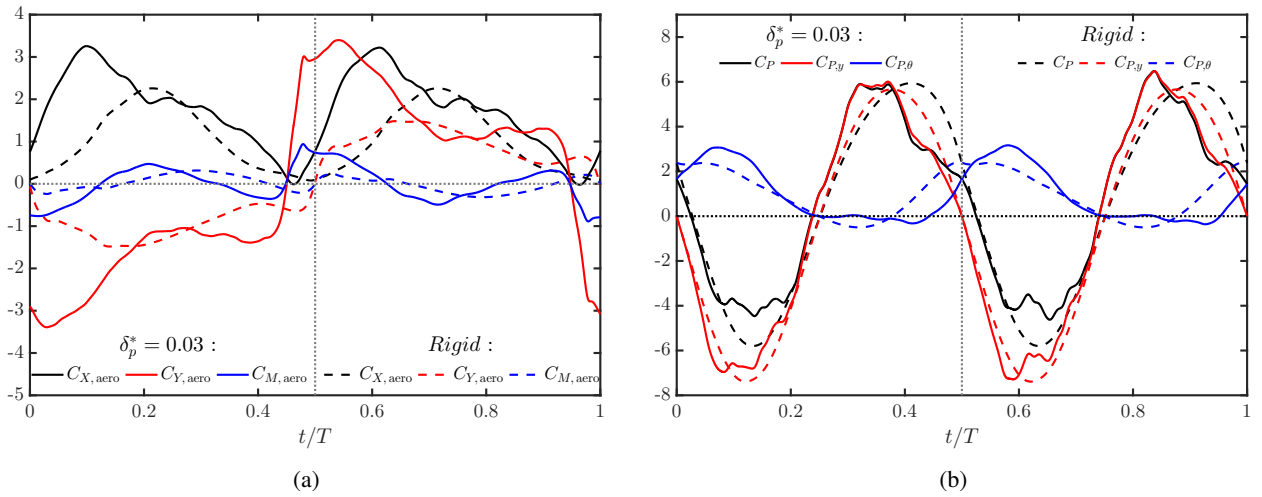 4
3
2
1
0
-1
-2
-3
-4
-5
δ*p = 0.03 :
Rigid :
CX,aero CY,aero CM,aero CX,aero CY,aero CM,aero
0 0.2 0.4 0.6 0.8 1
t/T
(a)
8
6
4
2
0
-2
-4
-6
-8
δ*p = 0.03 :
Rigid :
CP CP,y CP,θ CP CP,y CP,θ
0 0.2 0.4 0.6 0.8 1
t/T
(b)